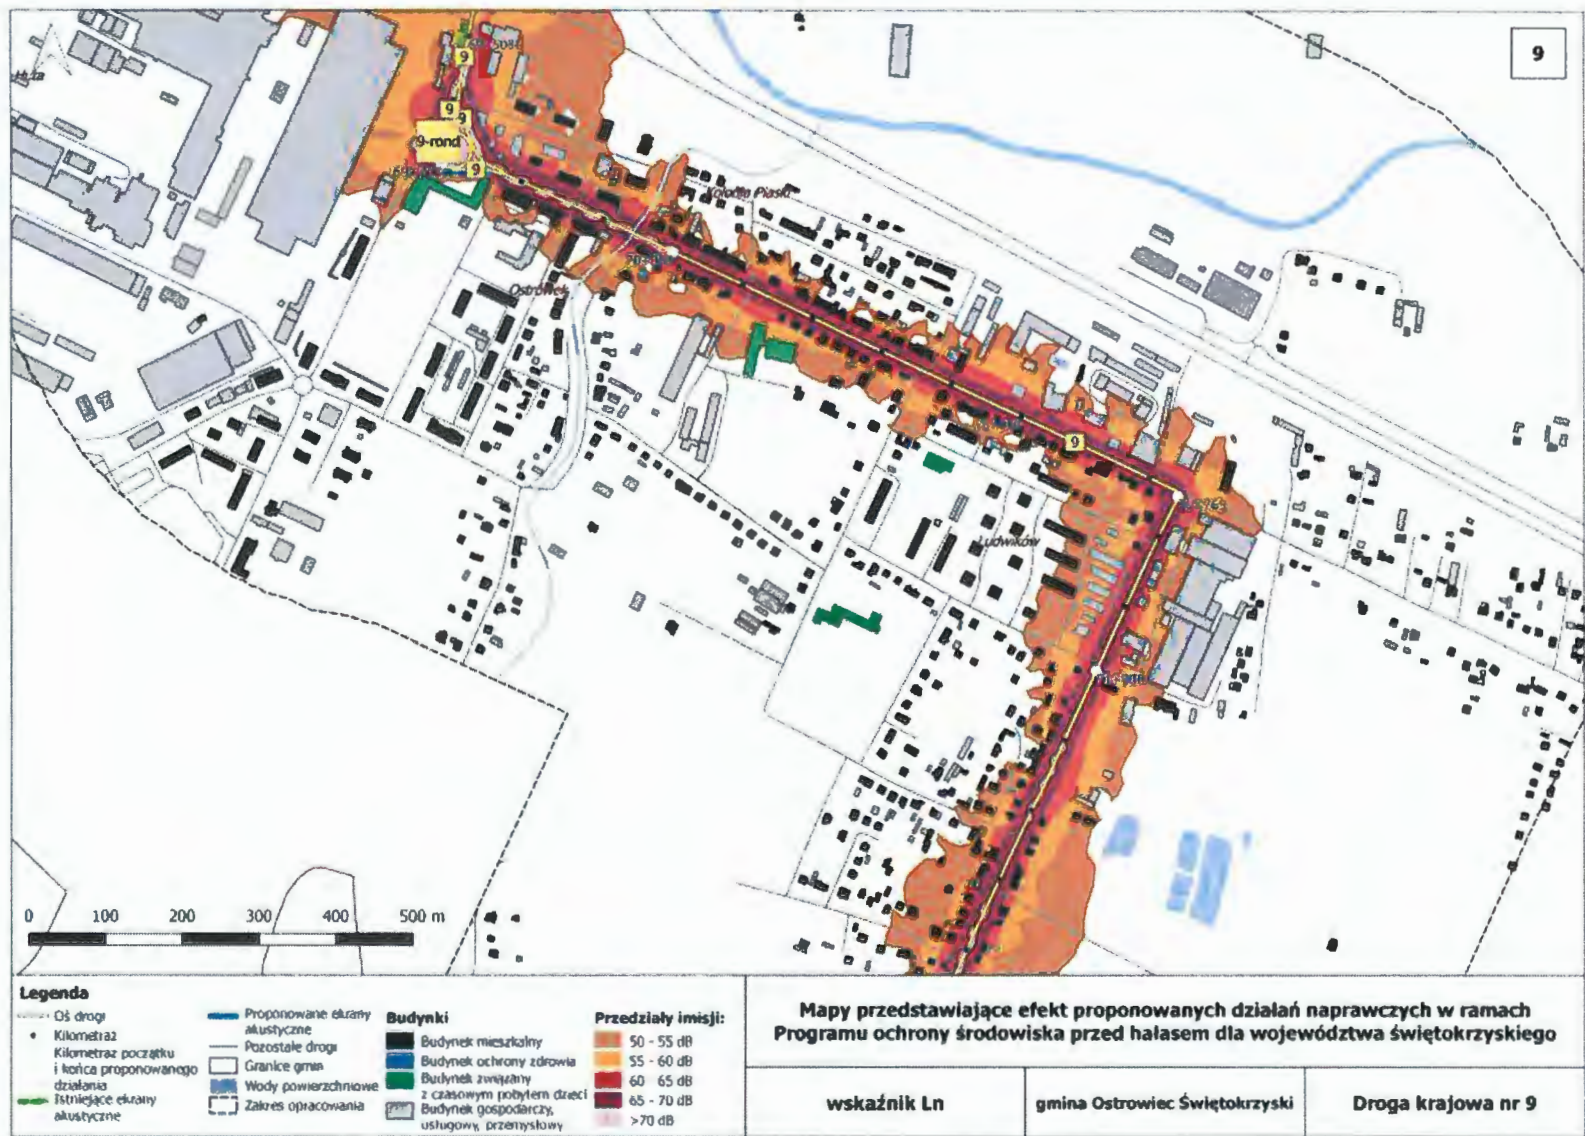 9
Huta
9
9
9
9-rond
9
Kolonia Piaski
Ostrówek
9
Ludwików
0 100 200 300 400 500 m
Legenda
Oś drogi
Kilometraż
Kilometraż początku
i końca proponowanego
działania
Istniejące ekrany
akustyczne
Proponowane ekrany
akustyczne
Pozostałe drogi
Granice gmin
Wody powierzchniowe
Zakres opracowania
Budynki
Budynek mieszkalny
Budynek ochrony zdrowia
Budynek związany
z czasowym pobytem dzieci
Budynek gospodarczy,
usługowy, przemysłowy
Przedziały imisji:
50 - 55 dB
55 - 60 dB
60 65 dB
65 - 70 dB
>70 dB
Mapy przedstawiające efekt proponowanych działań naprawczych w ramach
Programu ochrony środowiska przed hałasem dla województwa świętokrzyskiego
wskaźnik Ln
gmina Ostrowiec Świętokrzyski
Droga krajowa nr 9